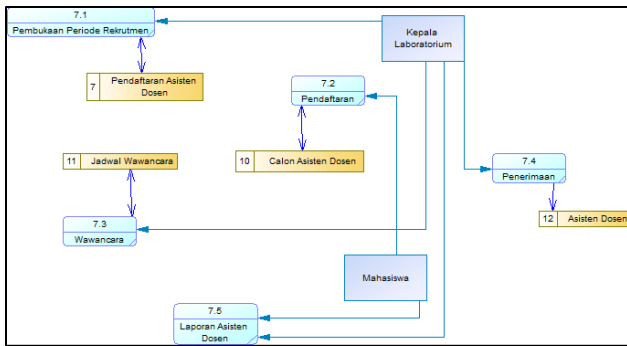 7.1
Pembukaan Periode Rekrutmen
Kepala
Laboratorium
7
Pendaftaran Asisten
Dosen
7.2
Pendaftaran
11
Jadwal Wawancara
10
Calon Asisten Dosen
7.4
Penerimaan
12
Asisten Dosen
7.3
Wawancara
Mahasiswa
7.5
Laporan Asisten
Dosen